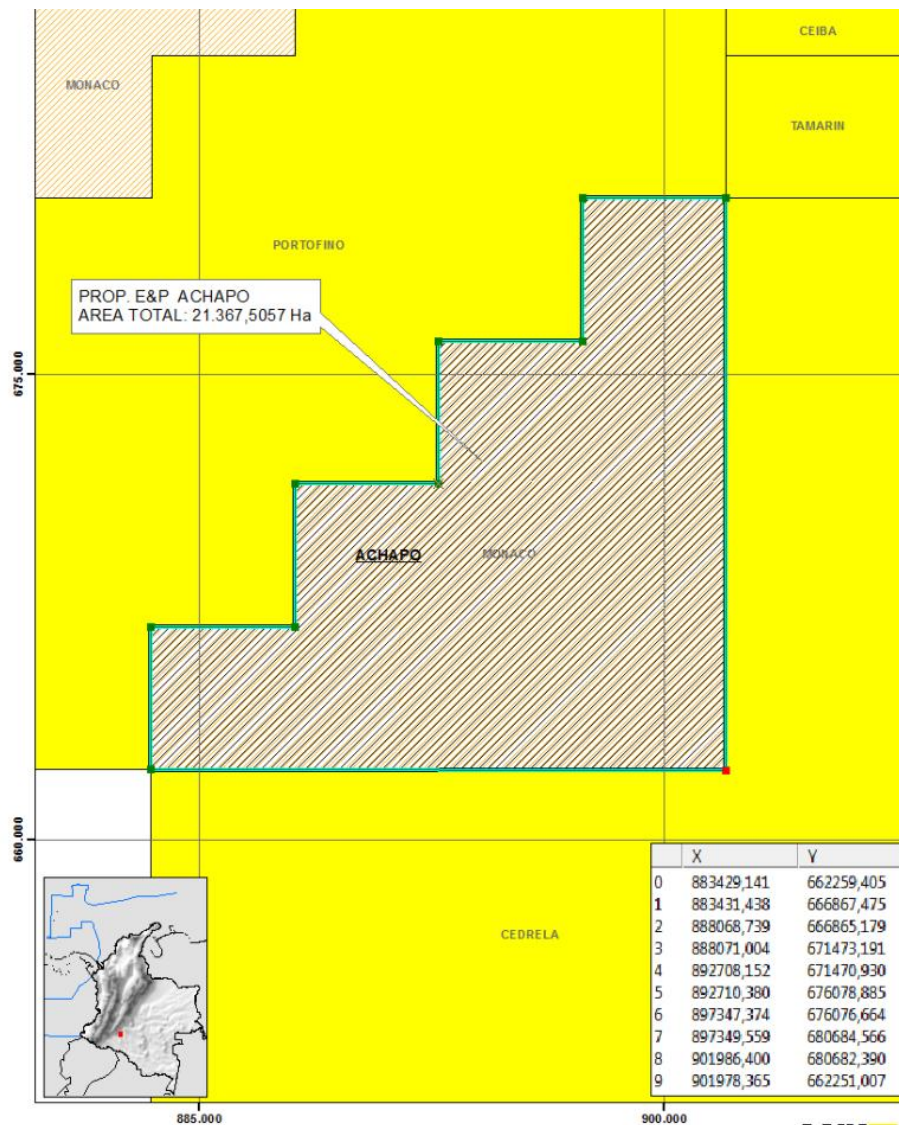 CEIBA
MONACO
TAMARIN
PORTOFINO
PROP. E&P ACHAPO
AREA TOTAL: 21.367,5057 Ha
675.000
ACHAPO
MONACO
660.000
CEDRELA
X Y
0 883429,141 662259,405
1 883431,438 666867,475
2 888068,739 666865,179
3 888071,004 671473,191
4 892708,152 671470,930
5 892710,380 676078,885
6 897347,374 676076,664
7 897349,559 680684,566
8 901986,400 680682,390
9 901978,365 662251,007
885.000
900.000